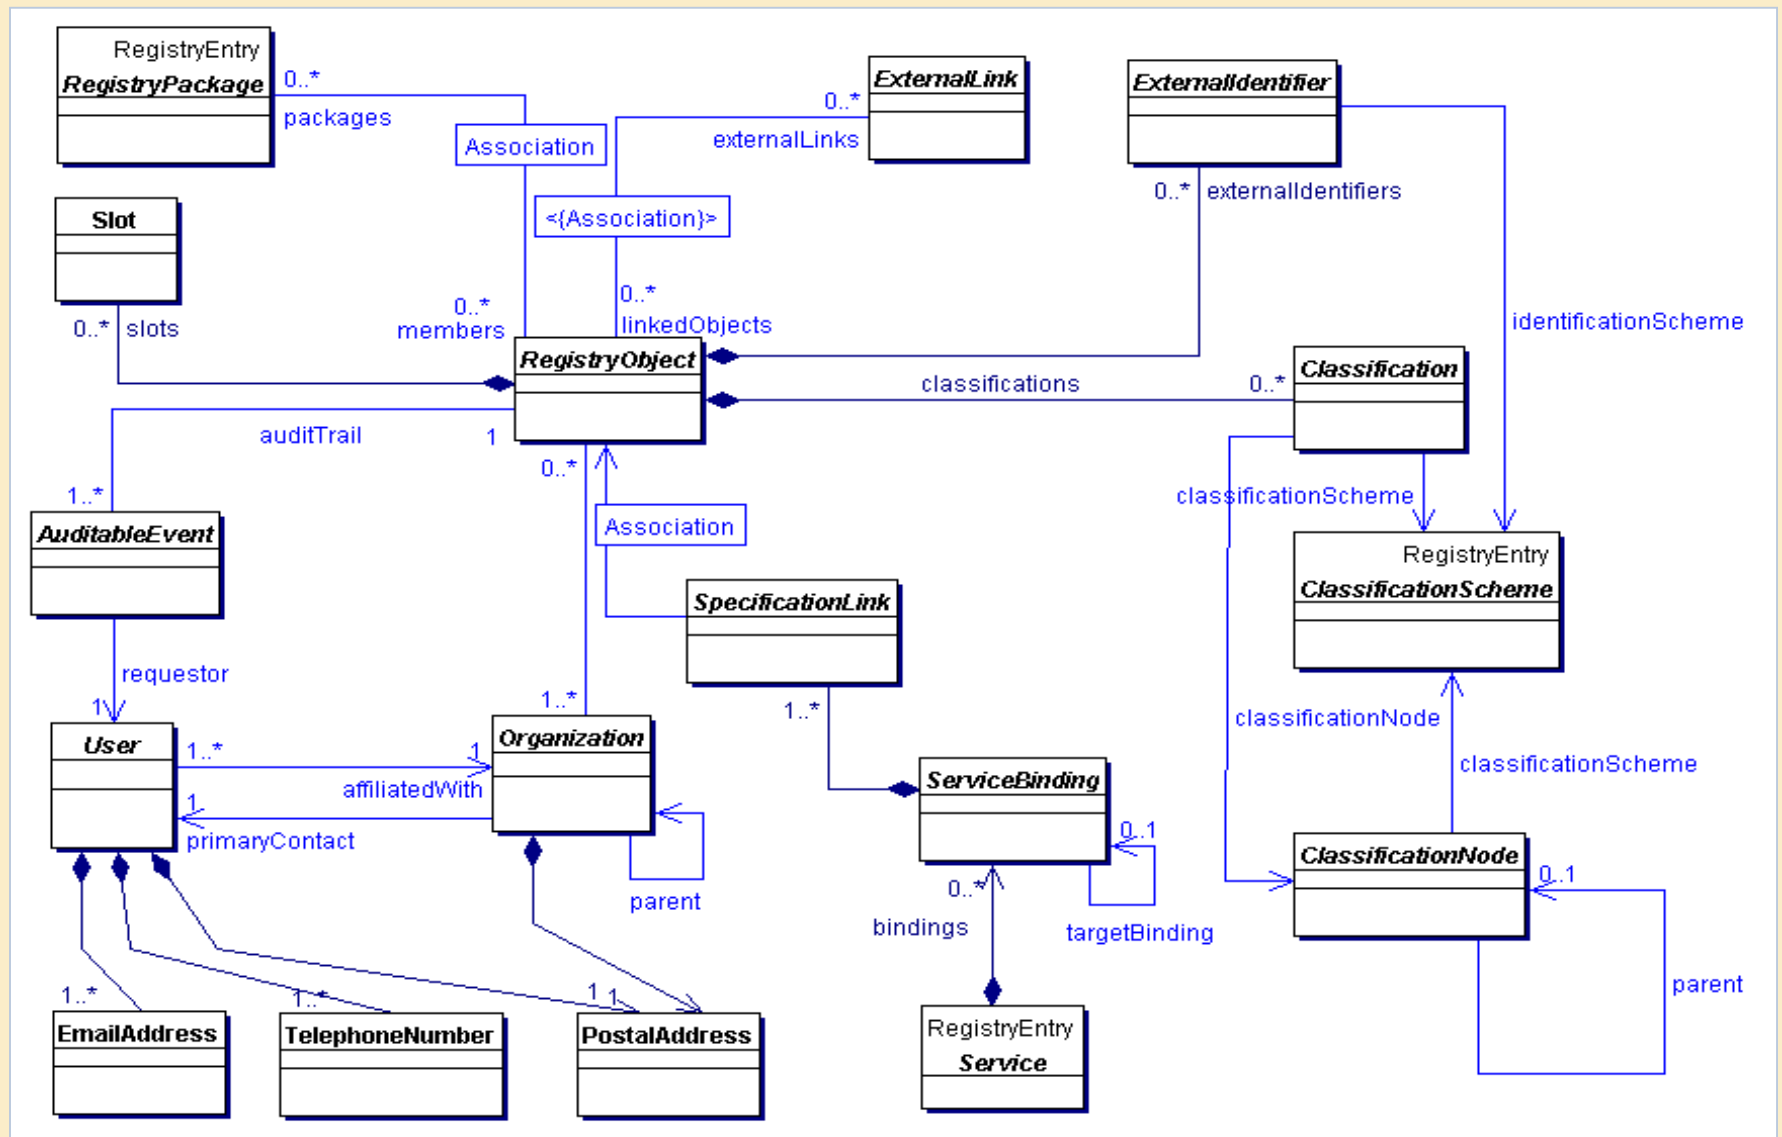 RegistryEntry
RegistryPackage
0..*
packages
Association
ExternalLink
0..*
externalLinks
<{Association}>
ExternalIdentifier
0..*
externalIdentifiers
identificationScheme
Slot
0..*
slots
0..*
members
0..*
linkedObjects
RegistryObject
classifications
0..*
Classification
auditTrail
1
0..*
1..*
AuditableEvent
Association
classificationScheme
RegistryEntry
ClassificationScheme
SpecificationLink
requestor
1
1..*
1..*
classificationNode
User
1..*
1
Organization
affiliatedWith
1
primaryContact
parent
ServiceBinding
0..1
targetBinding
0..*
bindings
classificationScheme
ClassificationNode
0..1
parent
1..*
EmailAddress
1..*
TelephoneNumber
1
1
PostalAddress
RegistryEntry
Service